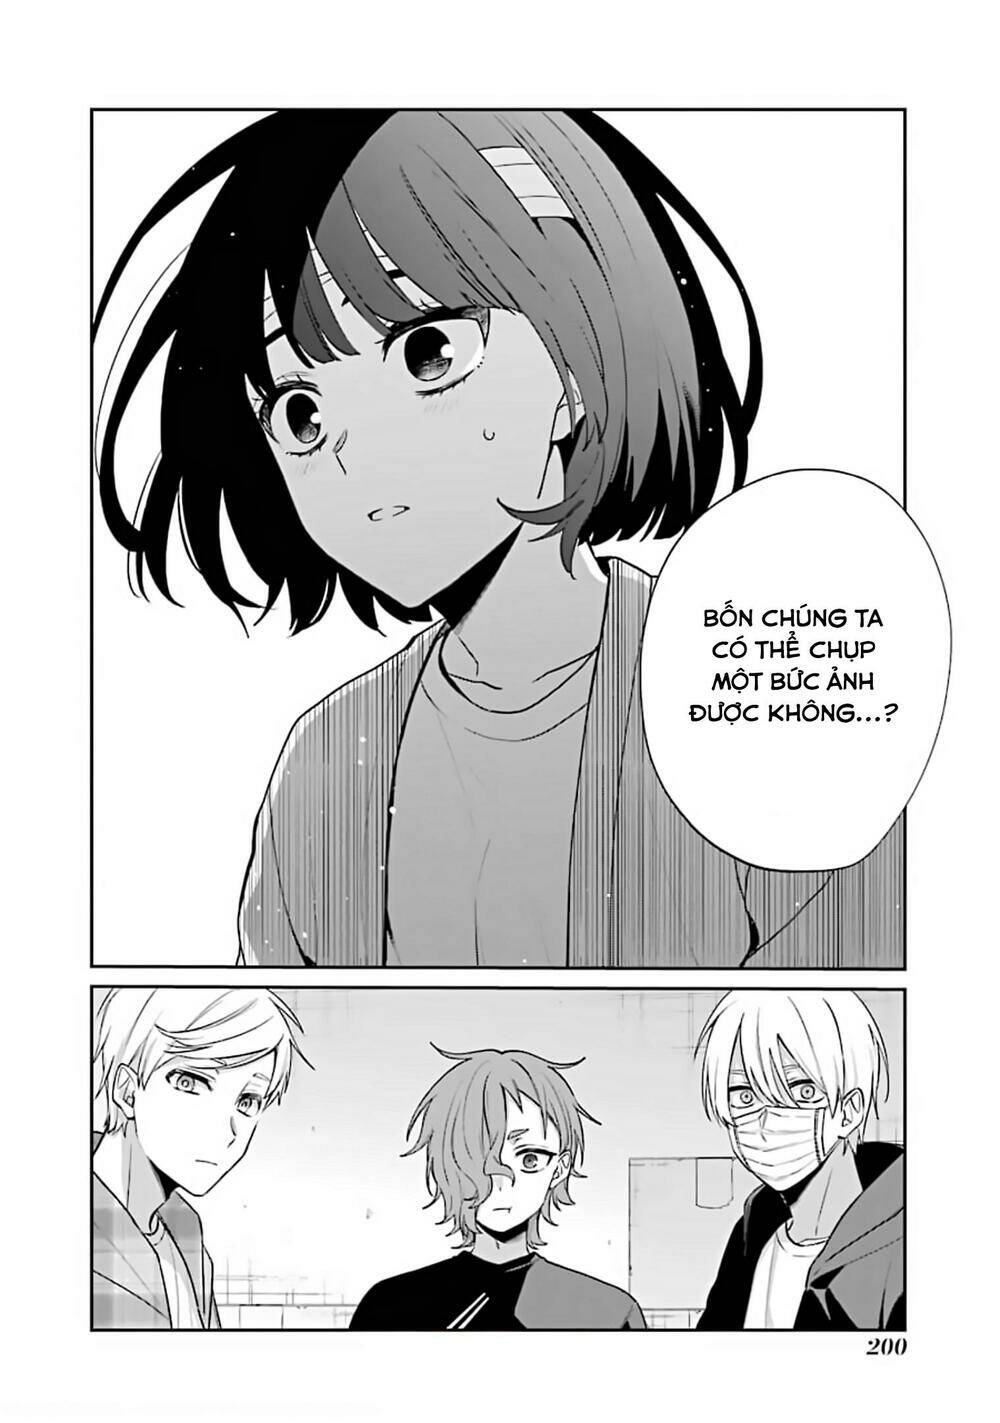 BỐN CHÚNG TA
CÓ THỂ CHỤP
MỘT BỨC ẢNH
ĐƯỢC KHÔNG...?
200